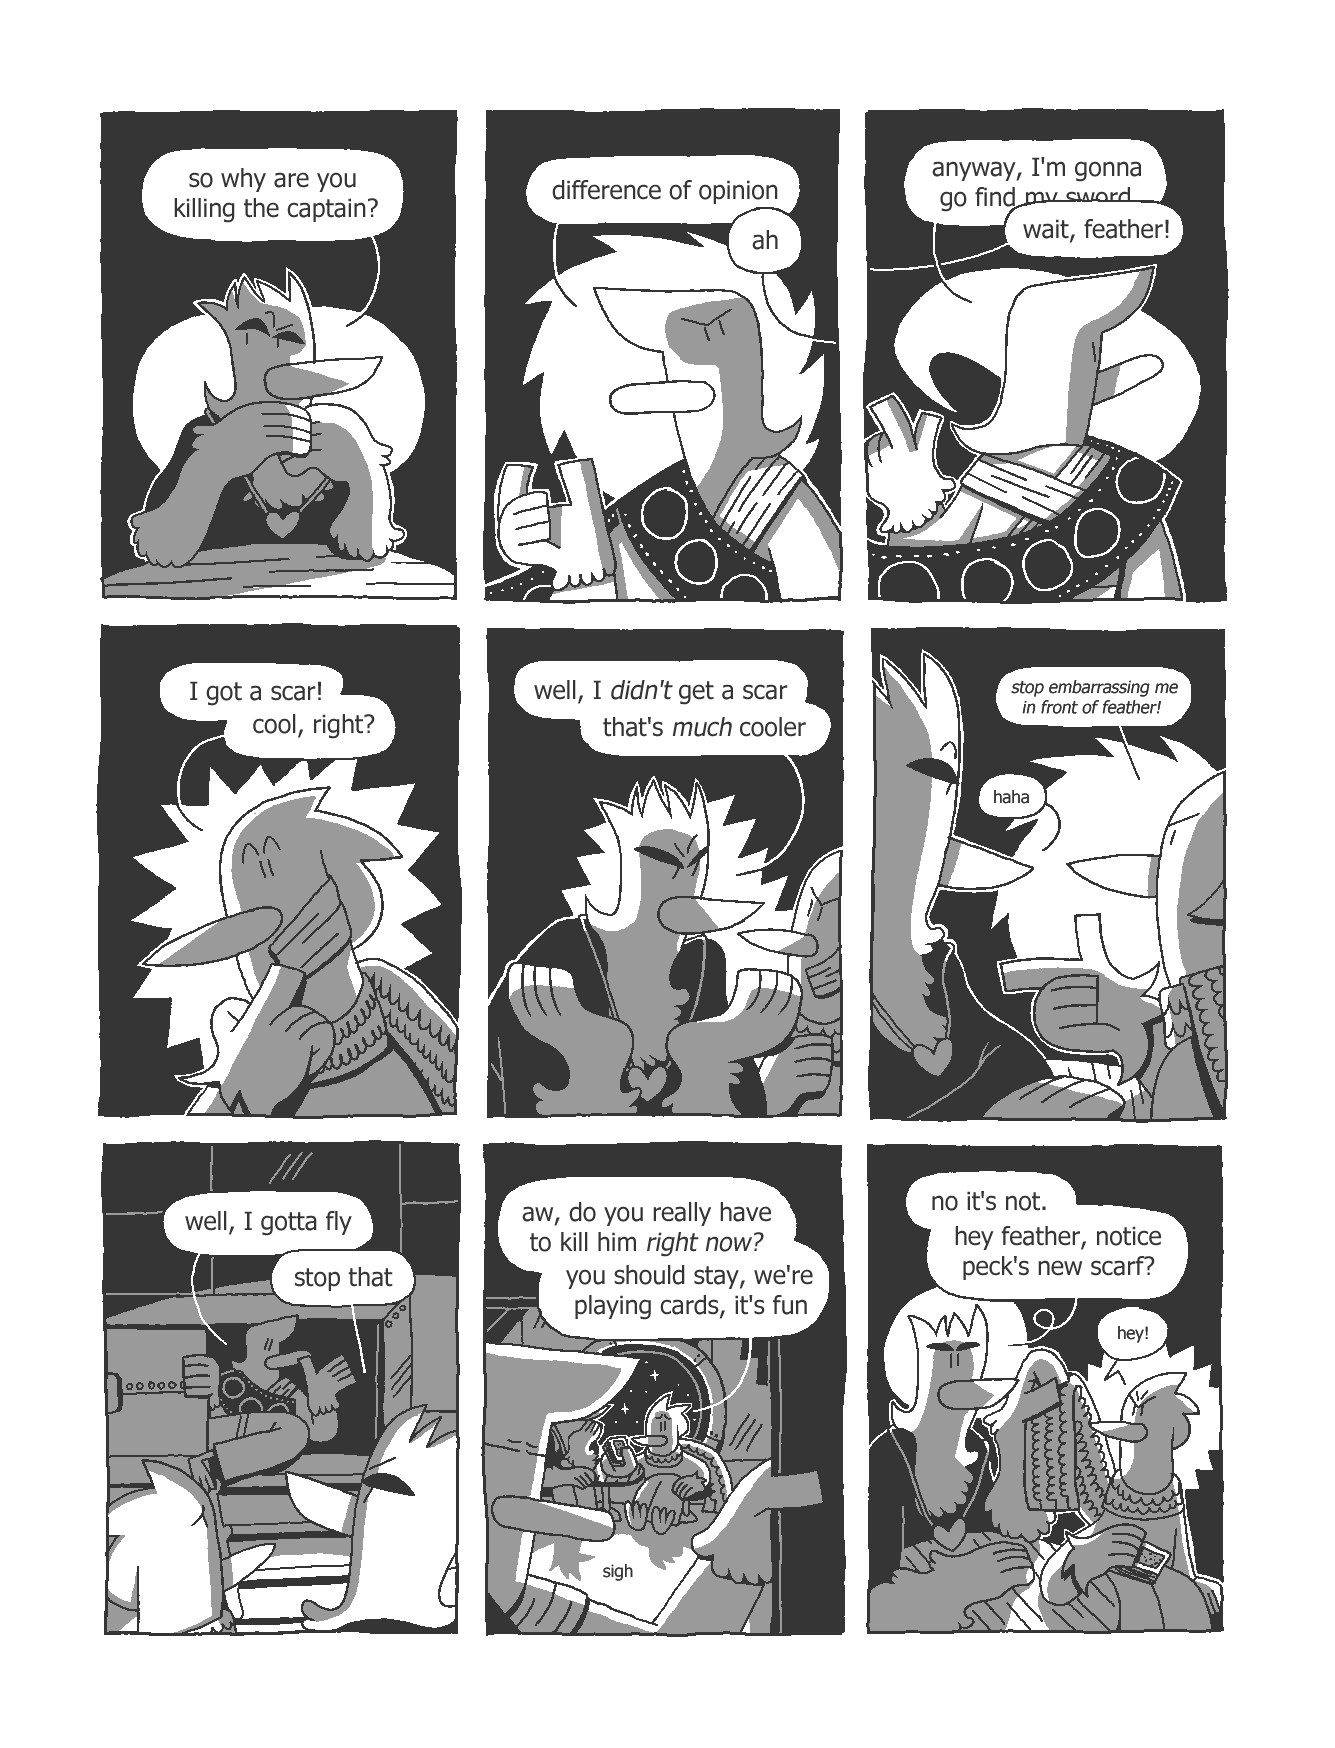 so why are you
killing the captain?
difference of opinion
ah
anyway, I'm gonna
go find my sword
wait, feather!
I got a scar!
cool, right?
well, I didn't get a scar
that's much cooler
stop embarrassing me
in front of feather!
haha
well, I gotta fly
stop that
aw, do you really have
to kill him right now?
you should stay, we're
playing cards, it's fun
sigh
no it's not.
hey feather, notice
peck's new scarf?
hey!